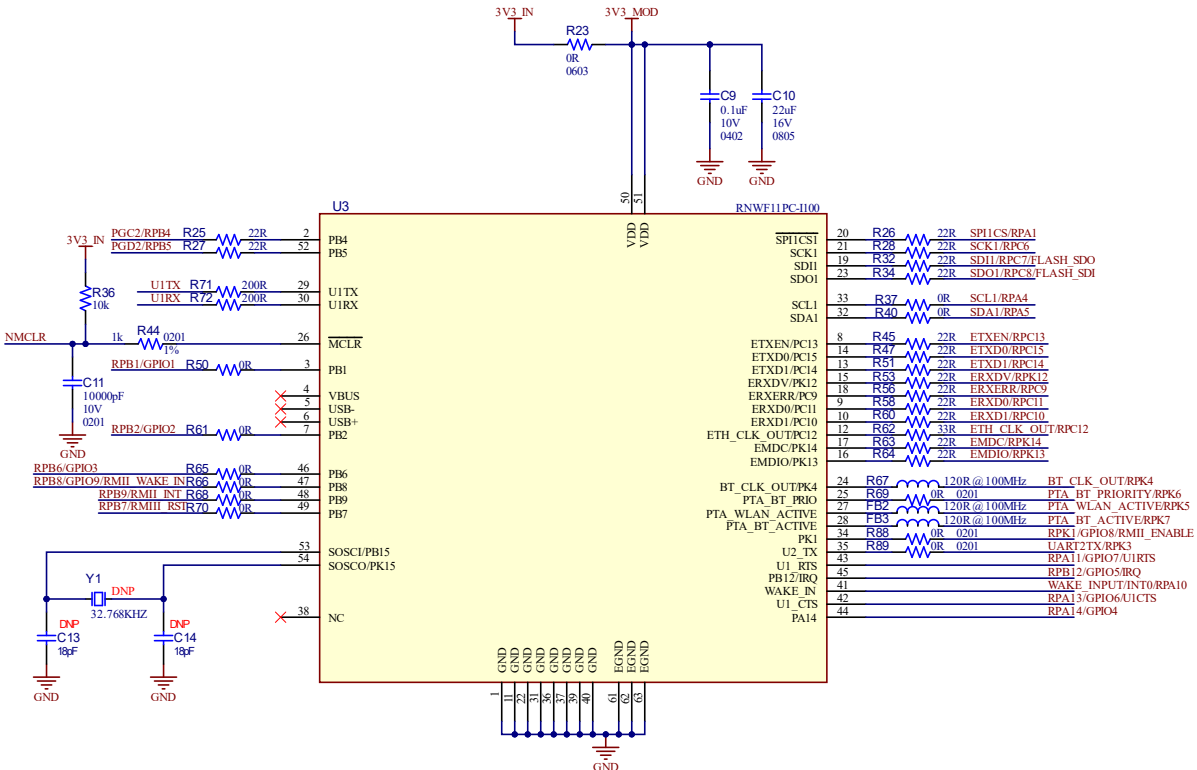 3V3_IN
3V3_MOD
R23
0R
0603
C9
0.1uF
10V
0402
C10
22uF
16V
0805
GND
GND
U3
RNWF11PC-I100
50
51
VDD
VDD
PGC2/RPB4 R25 22R 2 PB4
PGD2/RPB5 R27 22R 52 PB5
3V3_IN
R36
10k
U1TX R71 200R 29 U1TX
U1RX R72 200R 30 U1RX
NMCLR 1k R44 0201 1% 26 MCLR
C11
10000pF
10V
0201
GND
RPB1/GPIO1 R50 0R 3 PB1
4 VBUS
5 USB-
6 USB+
RPB2/GPIO2 R61 0R 7 PB2
RPB6/GPIO3 R65 0R 46 PB6
RPB8/GPIO9/RMII_WAKE_IN R66 0R 47 PB8
RPB9/RMII_INT R68 0R 48 PB9
RPB7/RMIII_RST R70 0R 49 PB7
53 SOSCI/PB15
54 SOSCO/PK15
Y1
DNP
32.768KHZ
DNP
C13
18pF
DNP
C14
18pF
GND
GND
38 NC
SPI1CS1 20 R26 22R SPI1CS/RPA1
SCK1 21 R28 22R SCK1/RPC6
SDI1 19 R32 22R SDI1/RPC7/FLASH_SDO
SDO1 23 R34 22R SDO1/RPC8/FLASH_SDI
SCL1 33 R37 0R SCL1/RPA4
SDA1 32 R40 0R SDA1/RPA5
ETXEN/PC13 8 R45 22R ETXEN/RPC13
ETXD0/PC15 14 R47 22R ETXD0/RPC15
ETXD1/PC14 13 R51 22R ETXD1/RPC14
ERXDV/PK12 15 R53 22R ERXDV/RPK12
ERXERR/PC9 18 R56 22R ERXERR/RPC9
ERXD0/PC11 9 R58 22R ERXD0/RPC11
ERXD1/PC10 10 R60 22R ERXD1/RPC10
ETH_CLK_OUT/PC12 12 R62 33R ETH_CLK_OUT/RPC12
EMDC/PK14 17 R63 22R EMDC/RPK14
EMDIO/PK13 16 R64 22R EMDIO/RPK13
BT_CLK_OUT/PK4 24 R67 120R@100MHz BT_CLK_OUT/RPK4
PTA_BT_PRIO 25 R69 0R 0201 PTA_BT_PRIORITY/RPK6
PTA_WLAN_ACTIVE 27 FB2 120R@100MHz PTA_WLAN_ACTIVE/RPK5
PTA_BT_ACTIVE 28 FB3 120R@100MHz PTA_BT_ACTIVE/RPK7
PK1 34 R88 0R 0201 RPK1/GPIO8/RMII_ENABLE
U2_TX 35 R89 0R 0201 UART2TX/RPK3
U1_RTS 43 RPA11/GPIO7/U1RTS
PB12/IRQ 45 RPB12/GPIO5/IRQ
WAKE_IN 41 WAKE_INPUT/INT0/RPA10
U1_CTS 42 RPA13/GPIO6/U1CTS
PA14 44 RPA14/GPIO4
GND GND GND GND GND GND GND GND EGND EGND EGND
1 11 22 31 36 37 39 40 61 62 63
GND